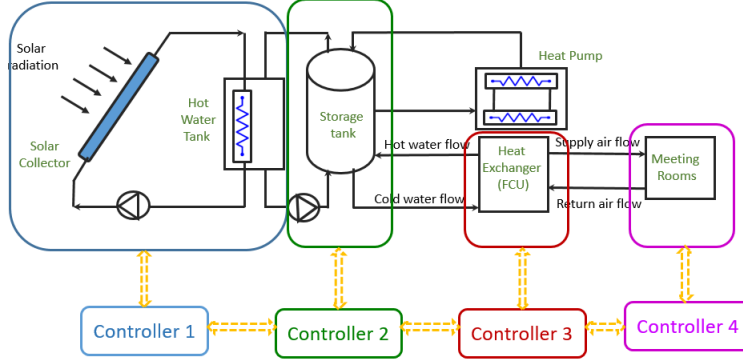 Solar
radiation
Solar
Collector
Hot
Water
Tank
Storage
tank
Heat Pump
Hot water flow
Cold water flow
Heat
Exchanger
(FCU)
Supply air flow
Return air flow
Meeting
Rooms
Controller 1
Controller 2
Controller 3
Controller 4